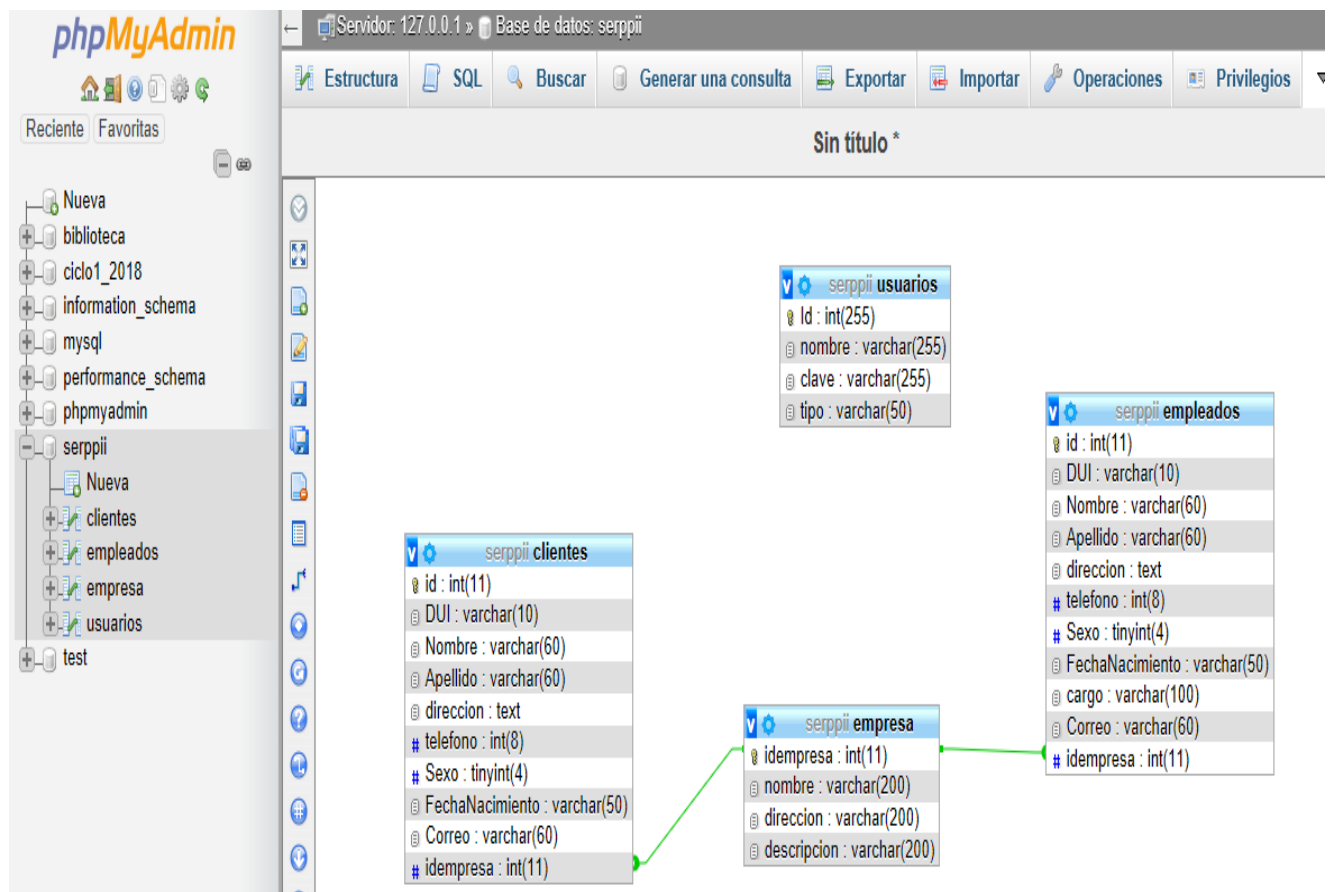 phpMyAdmin
Reciente Favoritas
Nueva
biblioteca
ciclo1_2018
information_schema
mysql
performance_schema
phpmyadmin
serppii
Nueva
clientes
empleados
empresa
usuarios
test
← Servidor: 127.0.0.1 » Base de datos: serppii
Estructura SQL Buscar Generar una consulta Exportar Importar Operaciones Privilegios
Sin título *
serppii usuarios
Id : int(255)
nombre : varchar(255)
clave : varchar(255)
tipo : varchar(50)
serppii empleados
id : int(11)
DUI : varchar(10)
Nombre : varchar(60)
Apellido : varchar(60)
direccion : text
# telefono : int(8)
# Sexo : tinyint(4)
FechaNacimiento : varchar(50)
cargo : varchar(100)
Correo : varchar(60)
# idempresa : int(11)
serppii clientes
id : int(11)
DUI : varchar(10)
Nombre : varchar(60)
Apellido : varchar(60)
direccion : text
# telefono : int(8)
# Sexo : tinyint(4)
FechaNacimiento : varchar(50)
Correo : varchar(60)
# idempresa : int(11)
serppii empresa
idempresa : int(11)
nombre : varchar(200)
direccion : varchar(200)
descripcion : varchar(200)